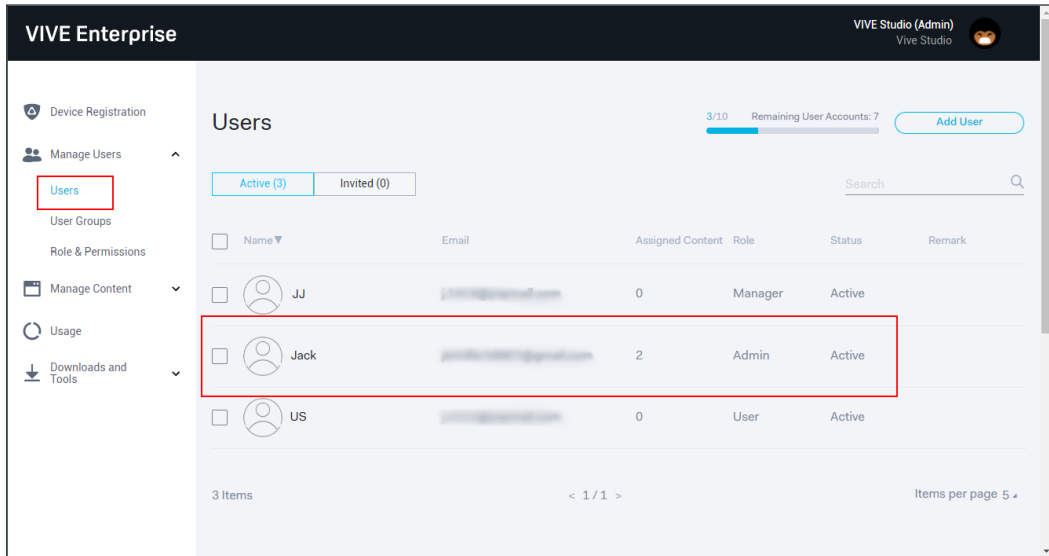 VIVE Enterprise
VIVE Studio (Admin)
Vive Studio
Device Registration
Manage Users
Users
User Groups
Role & Permissions
Manage Content
Usage
Downloads and
Tools
Users
3/10 Remaining User Accounts: 7
Add User
Active (3) Invited (0)
Search
Name▼ Email Assigned Content Role Status Remark
JJ 0 Manager Active
Jack 2 Admin Active
US 0 User Active
3 Items < 1 / 1 > Items per page 5